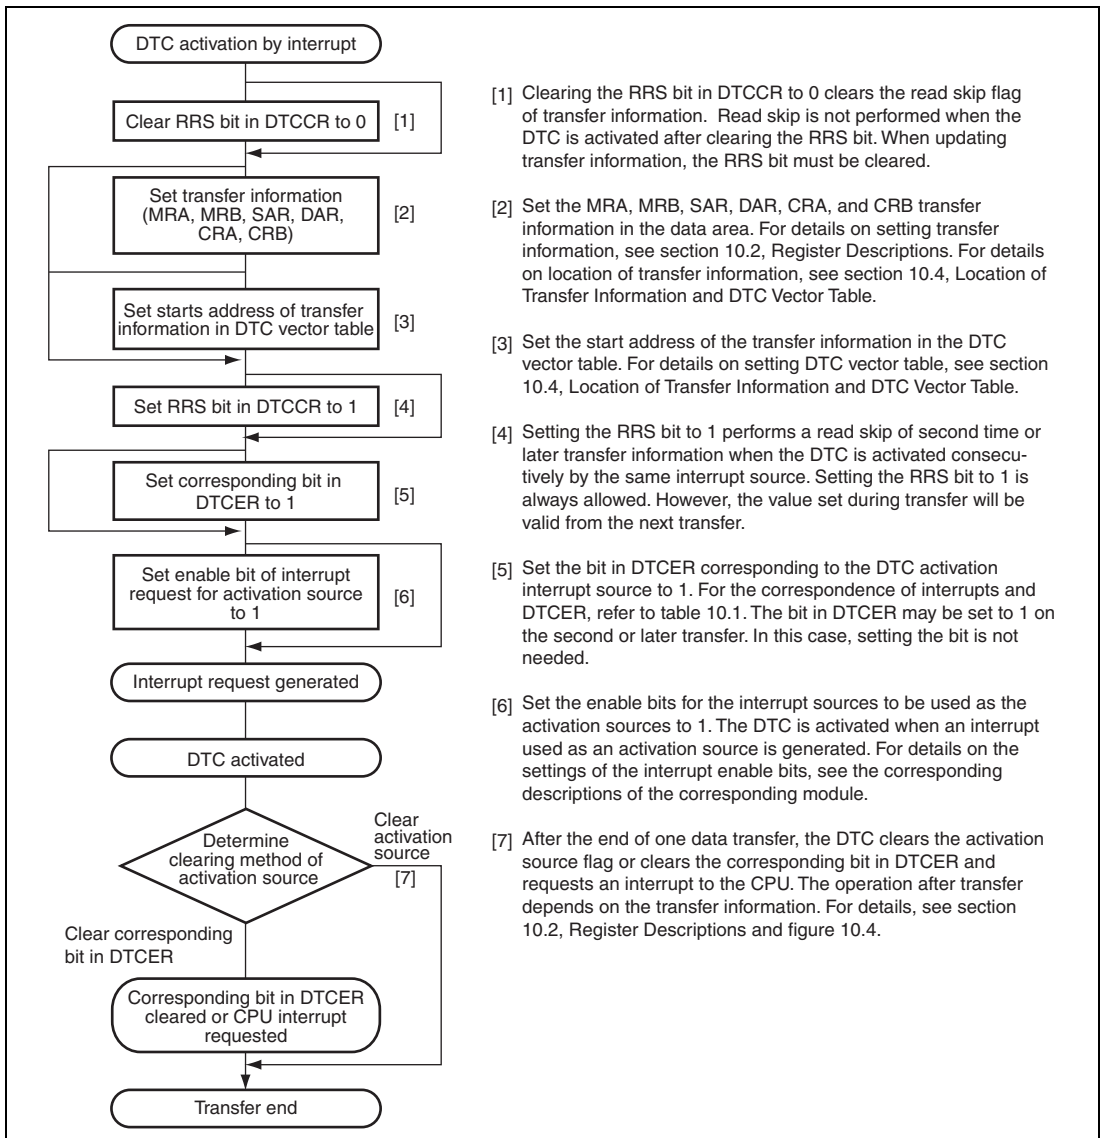 DTC activation by interrupt
Clear RRS bit in DTCCR to 0
[1]
Set transfer information
(MRA, MRB, SAR, DAR,
CRA, CRB)
[2]
Set starts address of transfer
information in DTC vector table
[3]
Set RRS bit in DTCCR to 1
[4]
Set corresponding bit in
DTCER to 1
[5]
Set enable bit of interrupt
request for activation source
to 1
[6]
Interrupt request generated
DTC activated
Determine
clearing method of
activation source
Clear
activation
source
[7]
Clear corresponding
bit in DTCER
Corresponding bit in DTCER
cleared or CPU interrupt
requested
Transfer end
[1] Clearing the RRS bit in DTCCR to 0 clears the read skip flag
of transfer information. Read skip is not performed when the
DTC is activated after clearing the RRS bit. When updating
transfer information, the RRS bit must be cleared.
[2] Set the MRA, MRB, SAR, DAR, CRA, and CRB transfer
information in the data area. For details on setting transfer
information, see section 10.2, Register Descriptions. For details
on location of transfer information, see section 10.4, Location of
Transfer Information and DTC Vector Table.
[3] Set the start address of the transfer information in the DTC
vector table. For details on setting DTC vector table, see section
10.4, Location of Transfer Information and DTC Vector Table.
[4] Setting the RRS bit to 1 performs a read skip of second time or
later transfer information when the DTC is activated consecu-
tively by the same interrupt source. Setting the RRS bit to 1 is
always allowed. However, the value set during transfer will be
valid from the next transfer.
[5] Set the bit in DTCER corresponding to the DTC activation
interrupt source to 1. For the correspondence of interrupts and
DTCER, refer to table 10.1. The bit in DTCER may be set to 1 on
the second or later transfer. In this case, setting the bit is not
needed.
[6] Set the enable bits for the interrupt sources to be used as the
activation sources to 1. The DTC is activated when an interrupt
used as an activation source is generated. For details on the
settings of the interrupt enable bits, see the corresponding
descriptions of the corresponding module.
[7] After the end of one data transfer, the DTC clears the activation
source flag or clears the corresponding bit in DTCER and
requests an interrupt to the CPU. The operation after transfer
depends on the transfer information. For details, see section
10.2, Register Descriptions and figure 10.4.